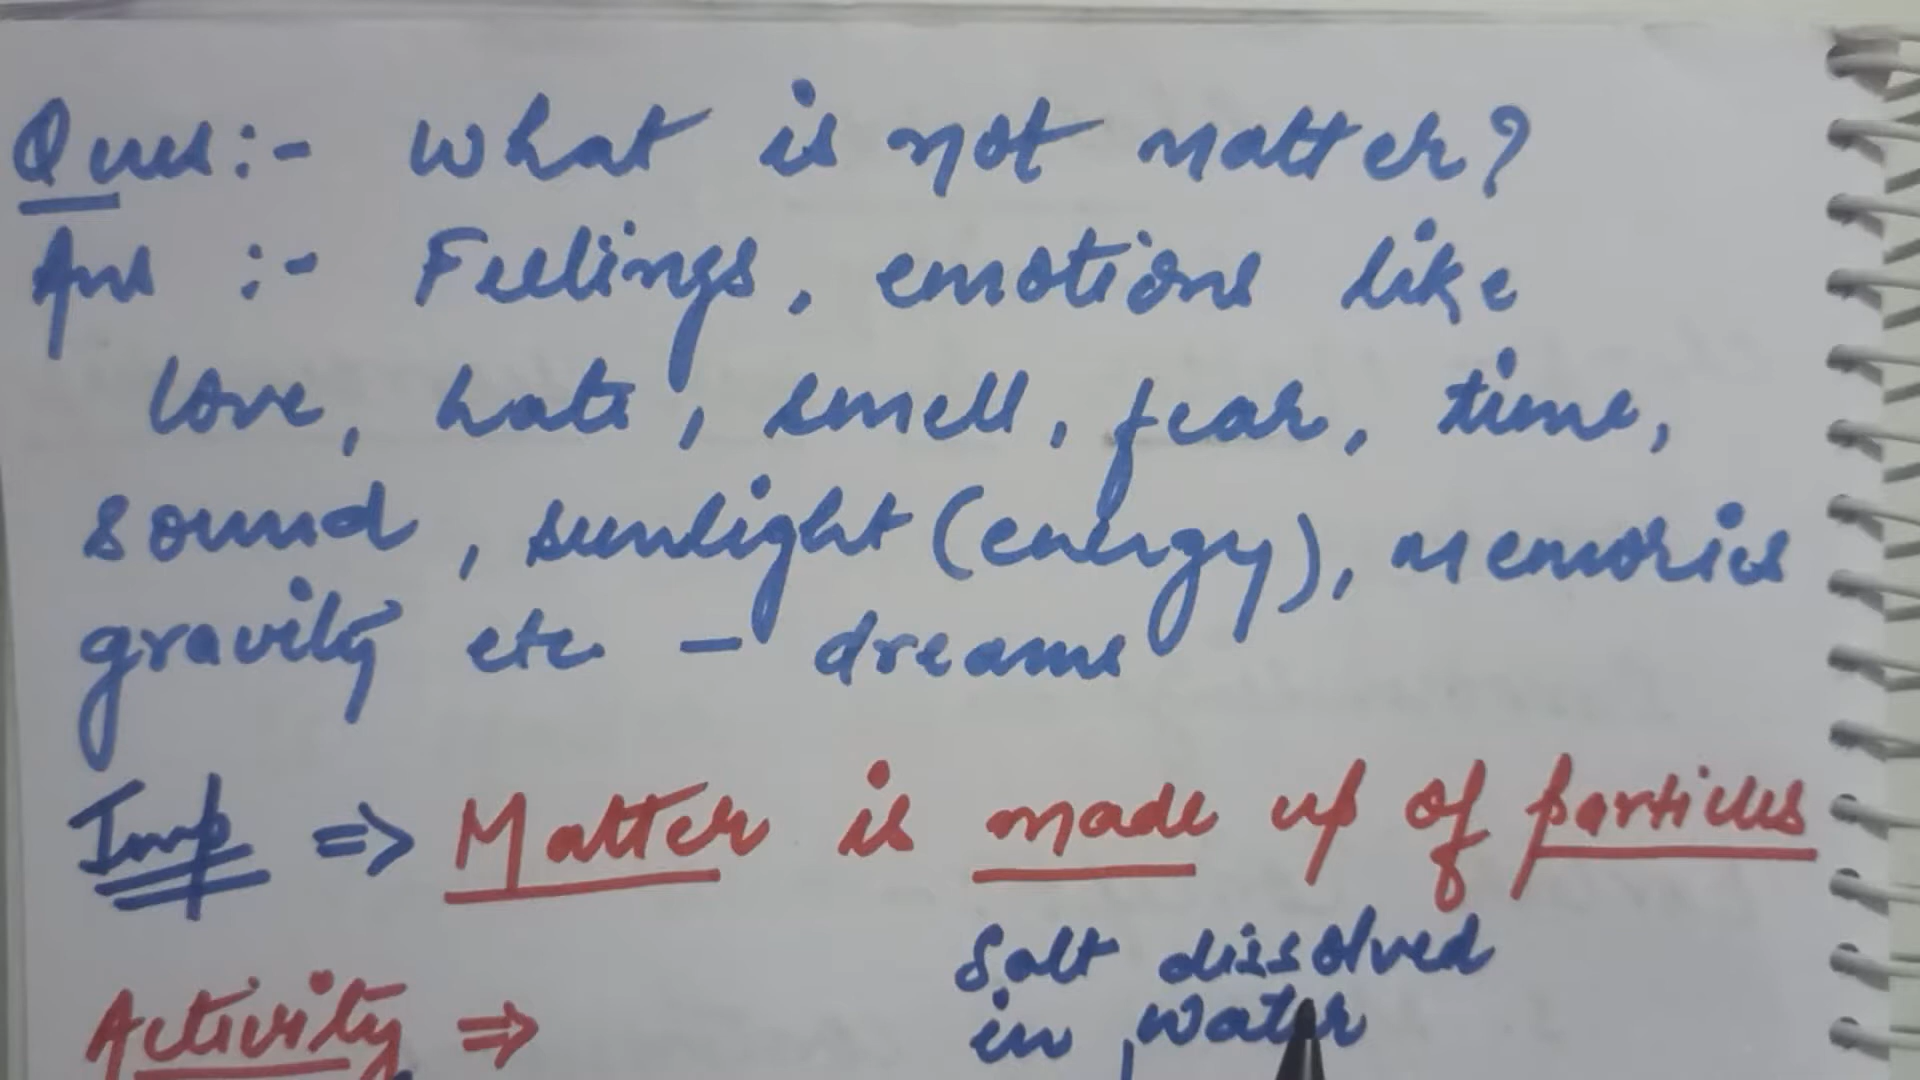 Ques:- What is not matter?
Ans :- Feelings, emotions like
love, hate, smell, fear, time,
sound, sunlight (energy), memories
gravity etc - dreams
Imp => Matter is made up of particles
Activity => Salt dissolved
in water